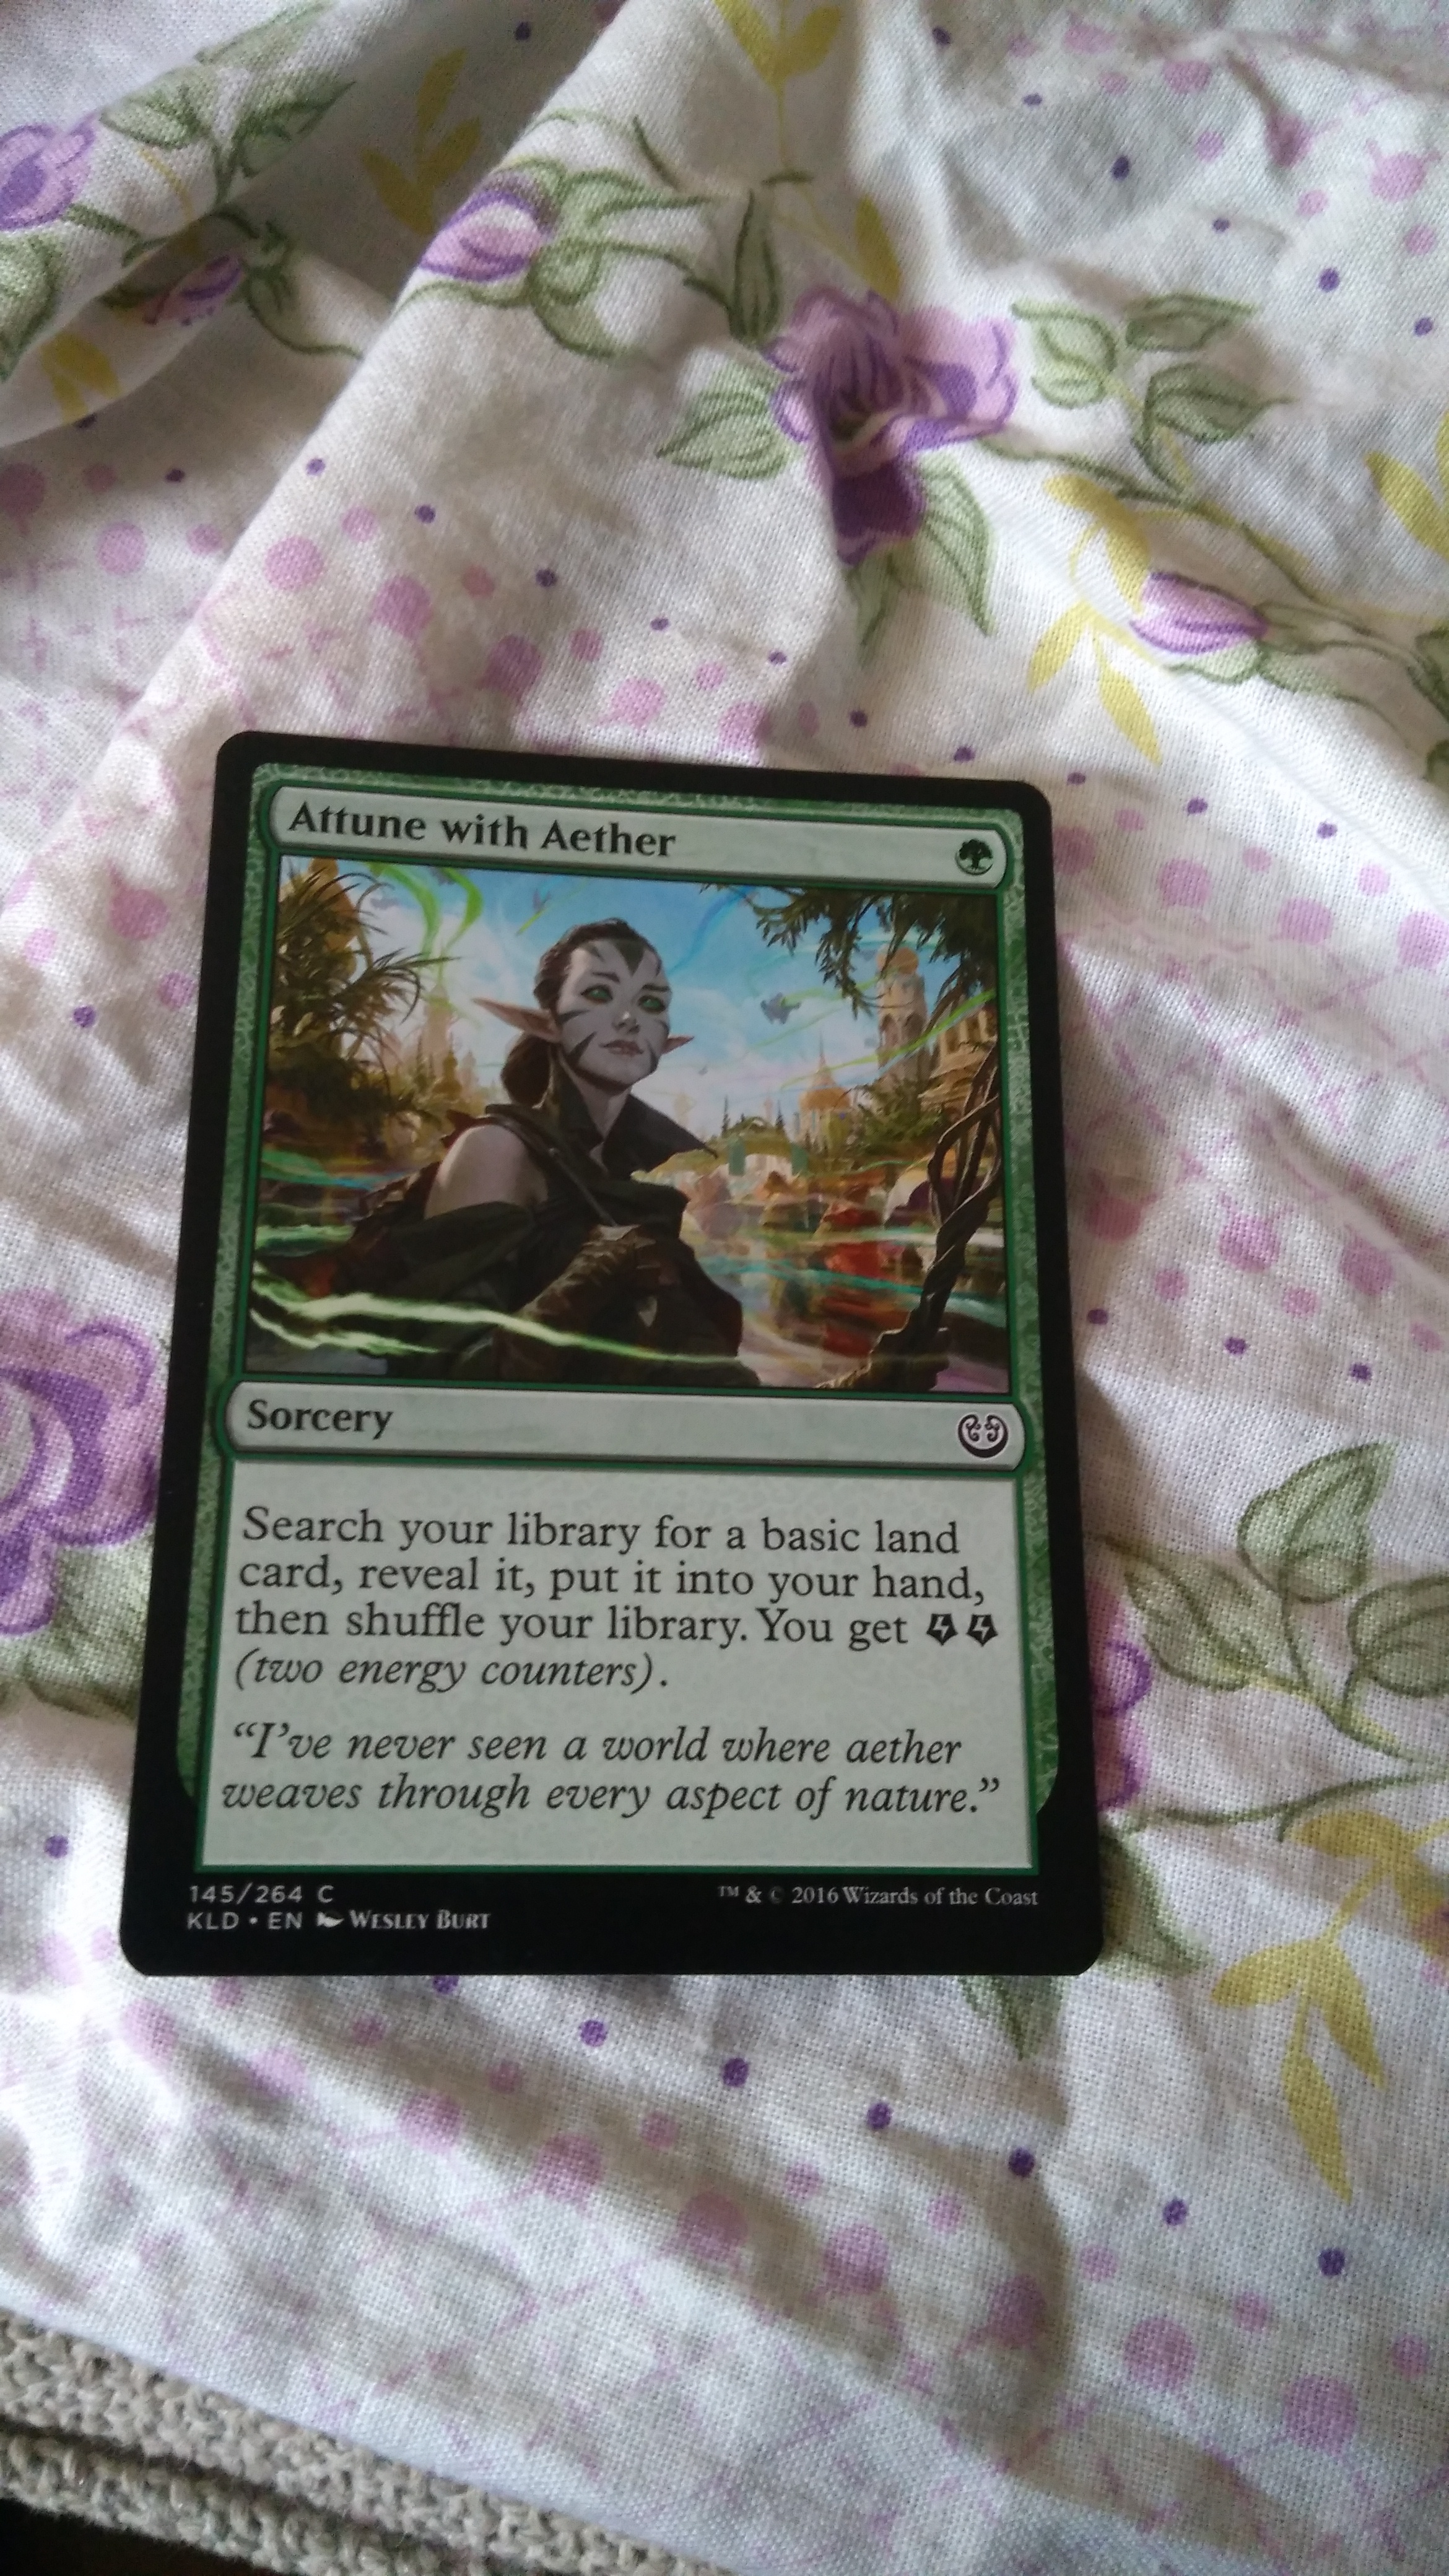 Attune with Aether
Sorcery
Search your library for a basic land
card, reveal it, put it into your hand,
then shuffle your library. You get
(two energy counters).
“I’ve never seen a world where aether
weaves through every aspect of nature.”
145/264 C
KLD • EN WESLEY BURT
™ & © 2016 Wizards of the Coast